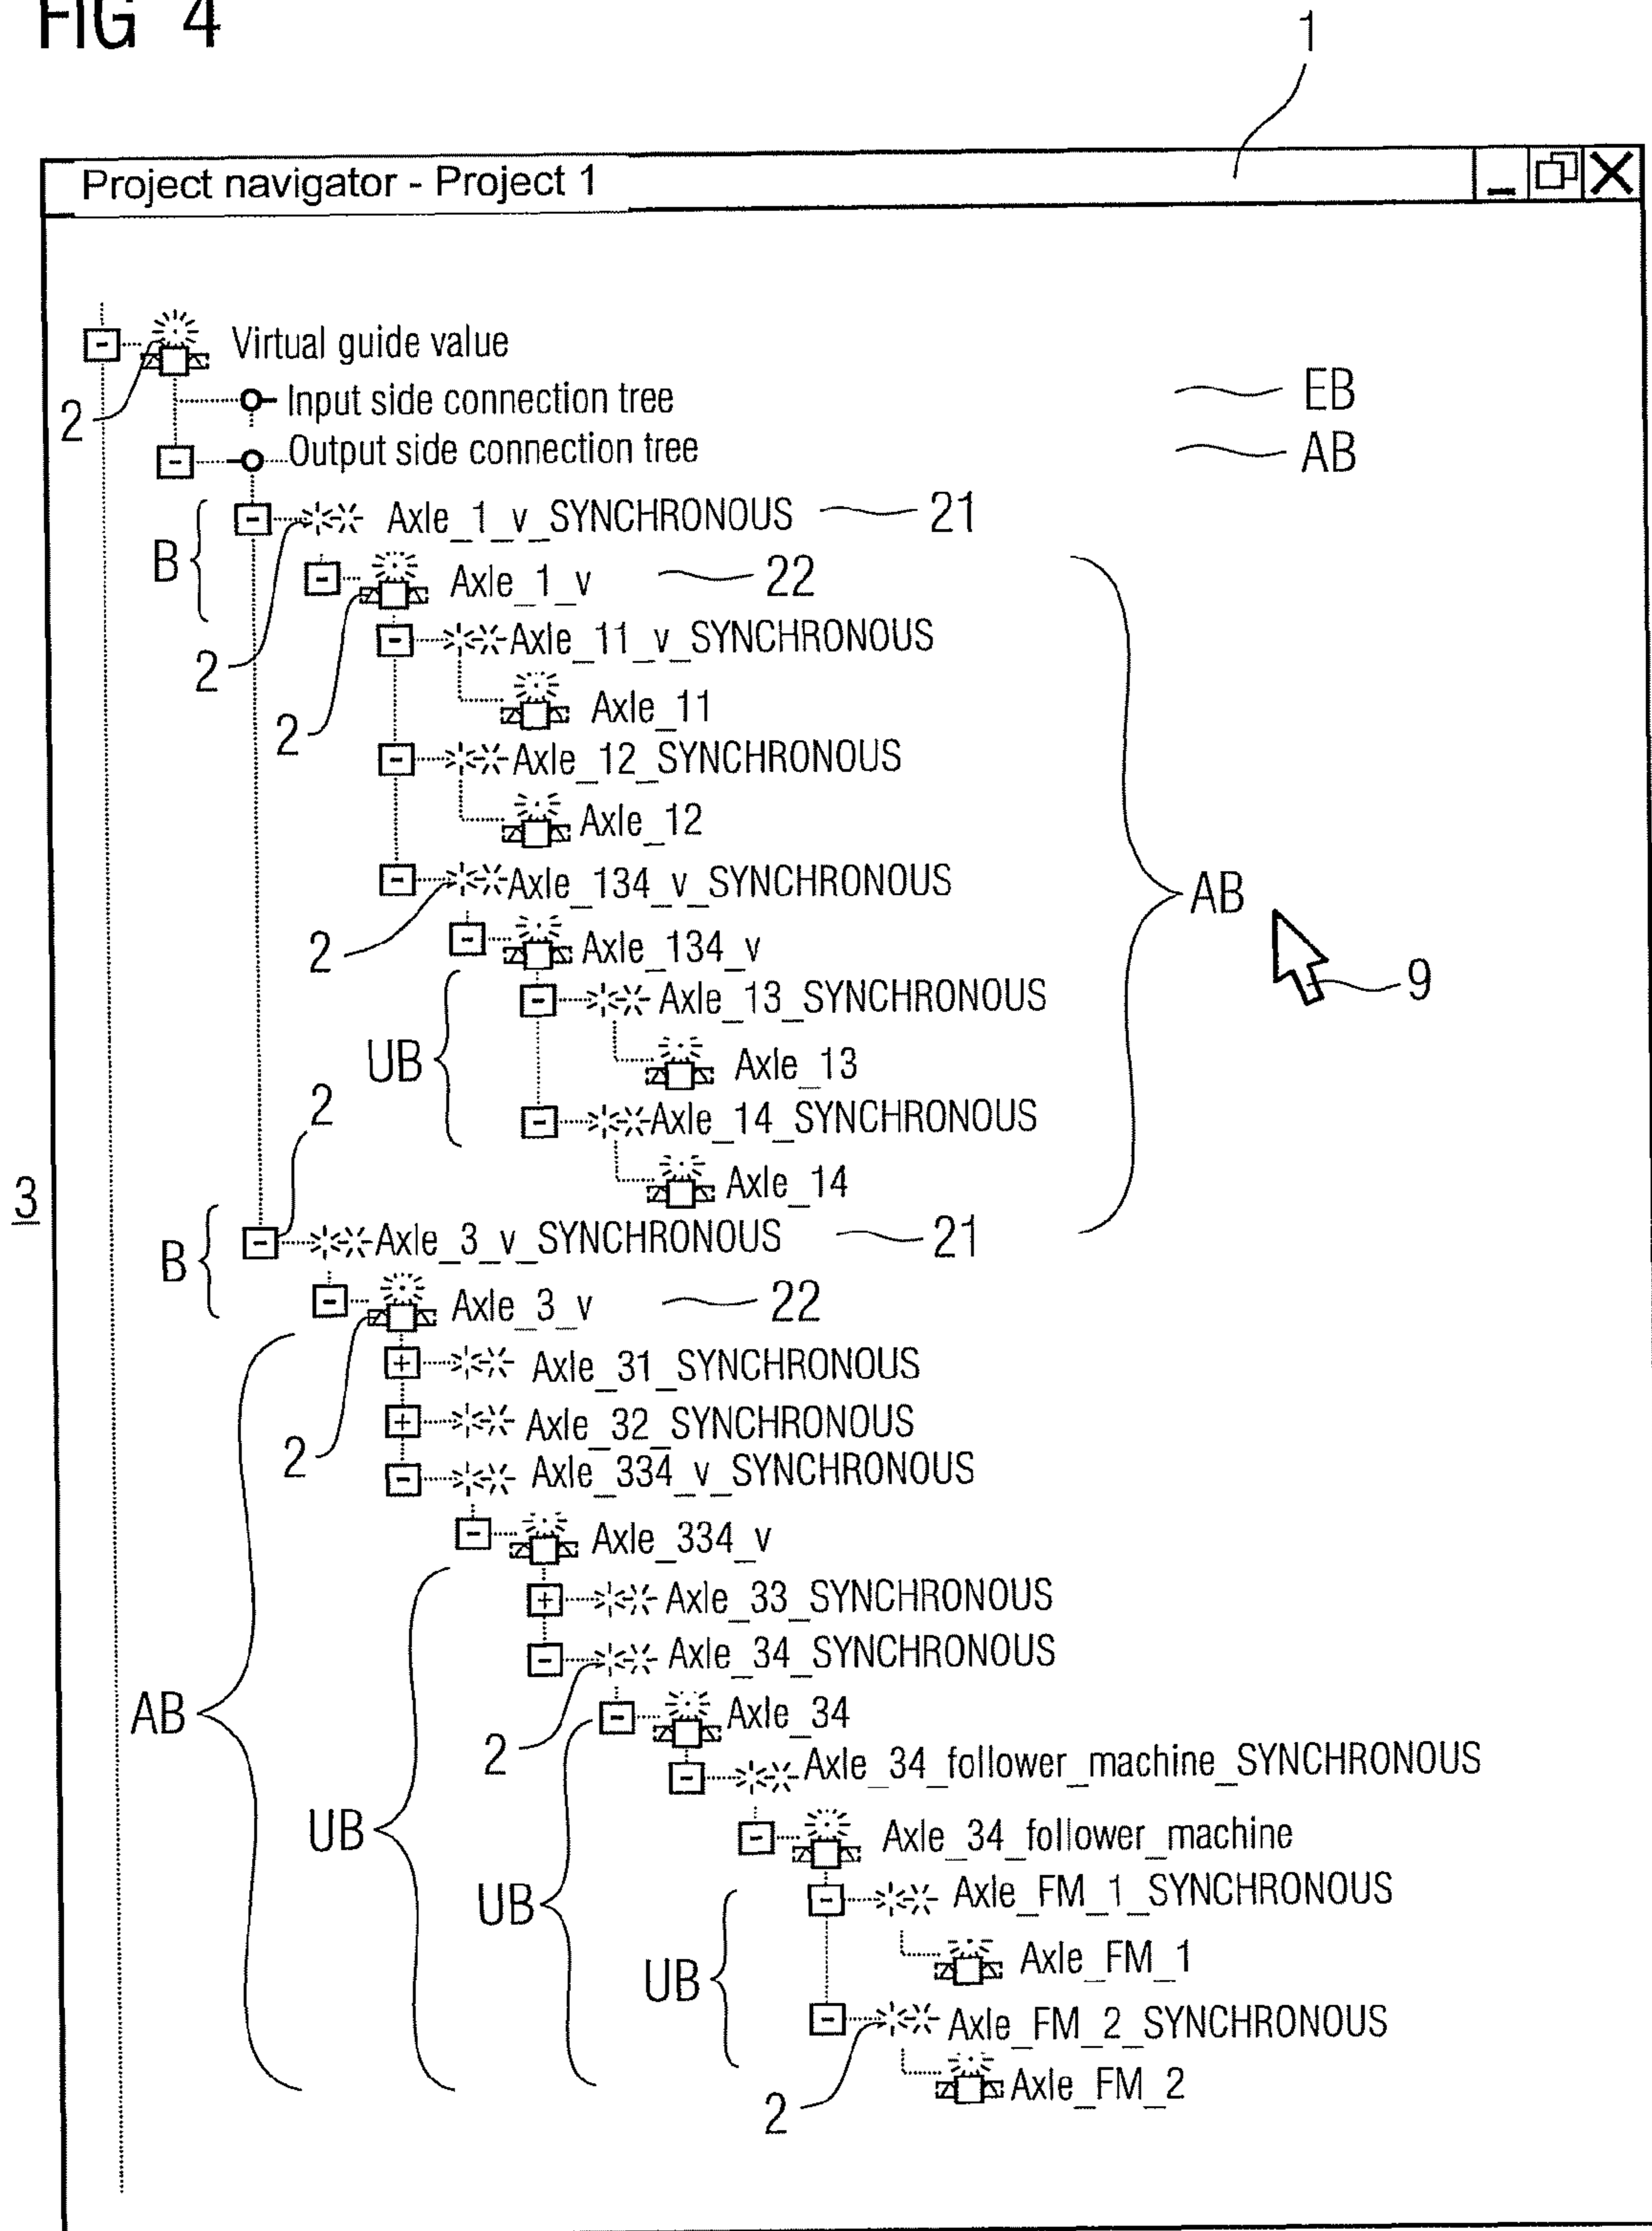 FIG 4
1
Project navigator - Project 1
Virtual guide value
2
Input side connection tree
EB
Output side connection tree
AB
B
Axle_1_v_SYNCHRONOUS
21
Axle_1_v
22
2
Axle_11_v_SYNCHRONOUS
2
Axle_11
Axle_12_SYNCHRONOUS
Axle_12
Axle_134_v_SYNCHRONOUS
AB
2
Axle_134_v
9
UB
Axle_13_SYNCHRONOUS
Axle_13
2
Axle_14_SYNCHRONOUS
Axle_14
3
B
Axle_3_v_SYNCHRONOUS
21
Axle_3_v
22
Axle_31_SYNCHRONOUS
Axle_32_SYNCHRONOUS
2
Axle_334_v_SYNCHRONOUS
Axle_334_v
Axle_33_SYNCHRONOUS
Axle_34_SYNCHRONOUS
AB
2
Axle_34
Axle_34_follower_machine_SYNCHRONOUS
UB
Axle_34_follower_machine
UB
Axle_FM_1_SYNCHRONOUS
UB
Axle_FM_1
Axle_FM_2_SYNCHRONOUS
2
Axle_FM_2